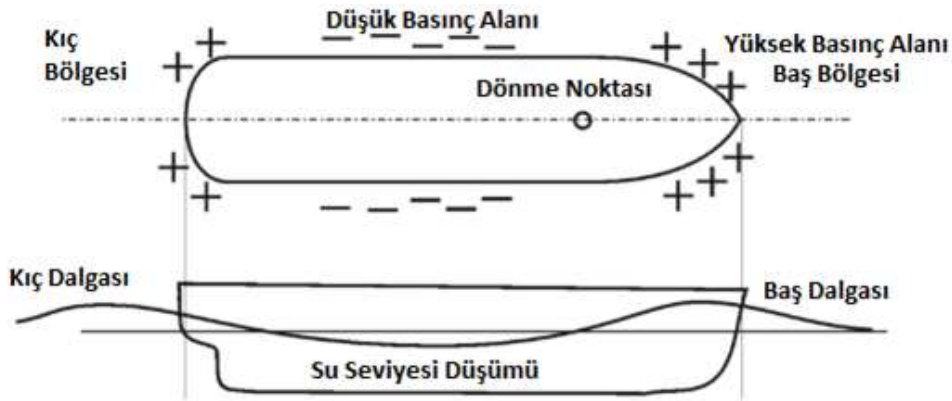 Düşük Basınç Alanı
Kıç
Bölgesi
Yüksek Basınç Alanı
Baş Bölgesi
Dönme Noktası
Kıç Dalgası
Baş Dalgası
Su Seviyesi Düşümü